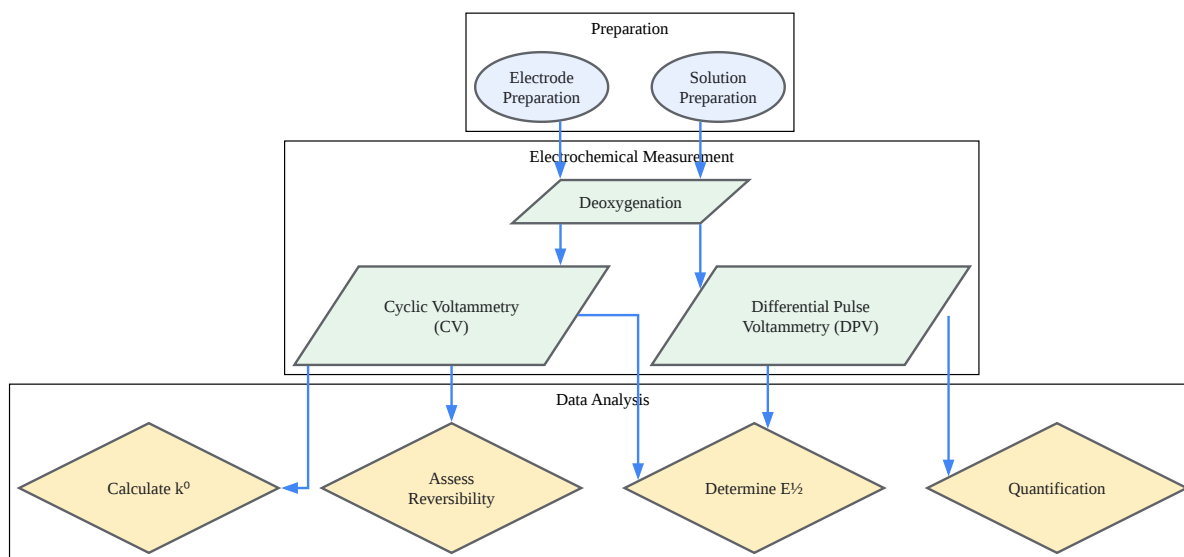 Preparation
Electrode
Preparation
Solution
Preparation
Electrochemical Measurement
Deoxygenation
Cyclic Voltammetry
(CV)
Differential Pulse
Voltammetry (DPV)
Data Analysis
Calculate k⁰
Assess
Reversibility
Determine E½
Quantification